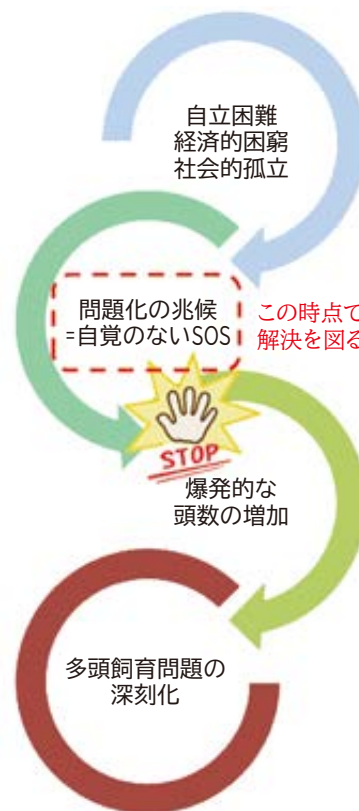 自立困難
経済的困窮
社会的孤立
問題化の兆候
=自覚のないSOS
この時点で
解決を図る
STOP
爆発的な
頭数の増加
多頭飼育問題の
深刻化